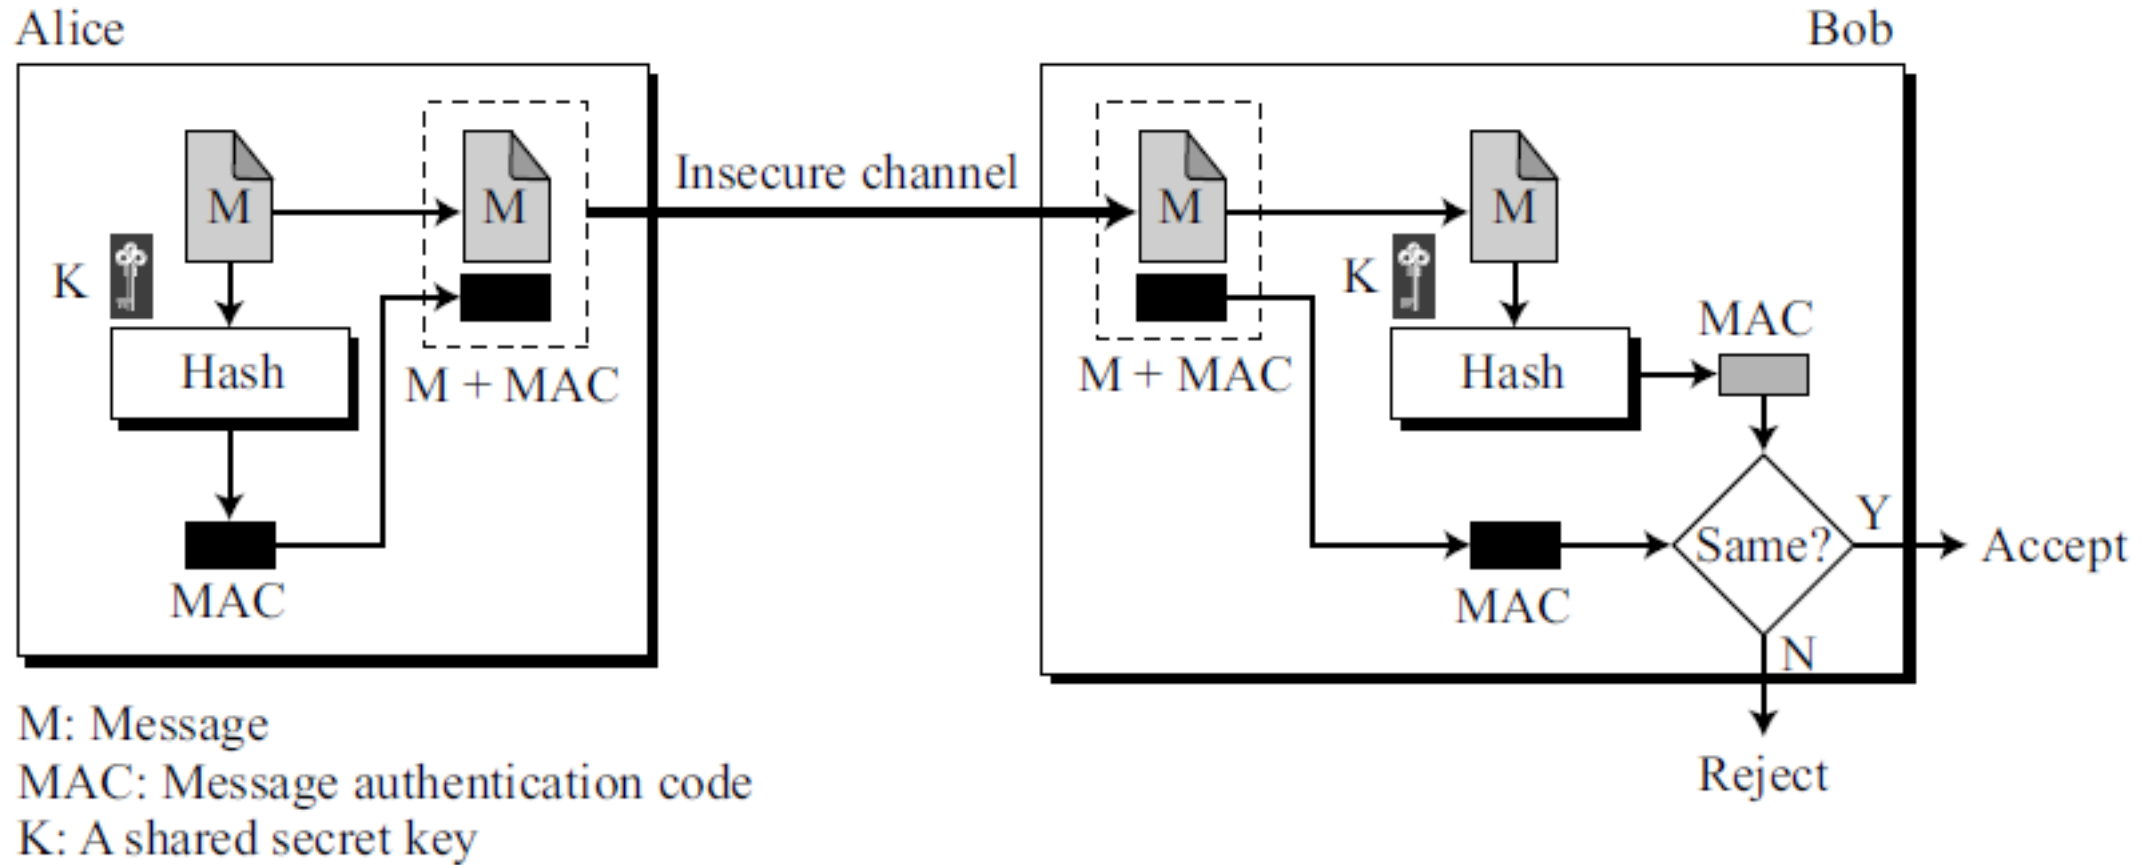 Alice
Bob
Insecure channel
M
M
M
M
K
K
Hash
M + MAC
M + MAC
Hash
MAC
MAC
MAC
Same?
Y
Accept
N
Reject
M: Message
MAC: Message authentication code
K: A shared secret key